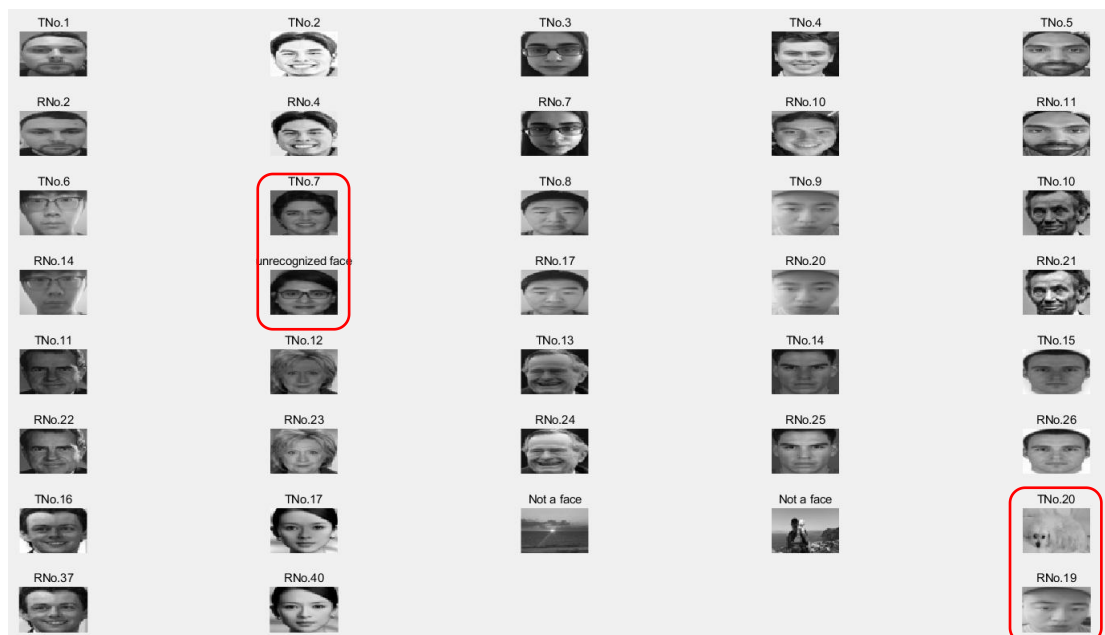 TNo.1 TNo.2 TNo.3 TNo.4 TNo.5
RNo.2 RNo.4 RNo.7 RNo.10 RNo.11
TNo.6 TNo.7 TNo.8 TNo.9 TNo.10
RNo.14 unrecognized face RNo.17 RNo.20 RNo.21
TNo.11 TNo.12 TNo.13 TNo.14 TNo.15
RNo.22 RNo.23 RNo.24 RNo.25 RNo.26
TNo.16 TNo.17 Not a face Not a face TNo.20
RNo.37 RNo.40 RNo.19